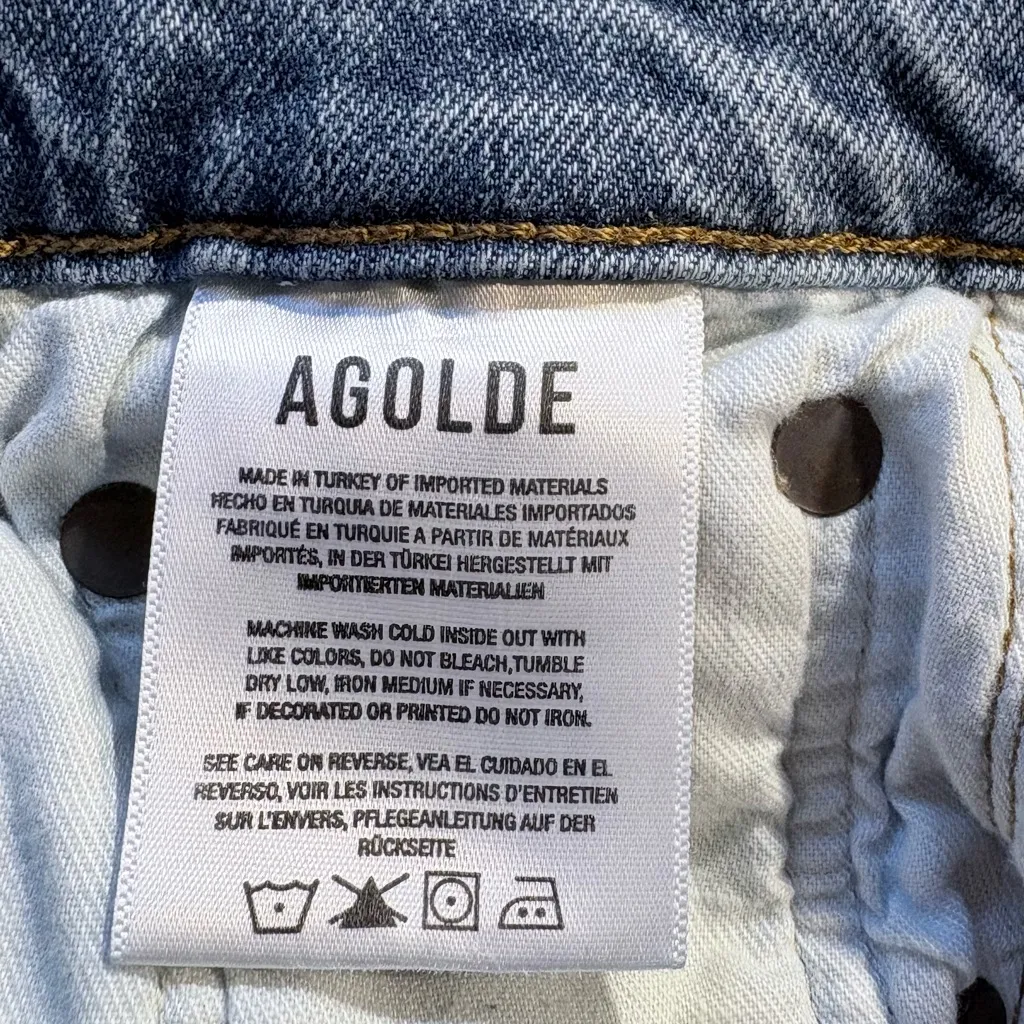 AGOLDE
MADE IN TURKEY OF IMPORTED MATERIALS
HECHO EN TURQUIA DE MATERIALES IMPORTADOS
FABRIQUÉ EN TURQUIE A PARTIR DE MATÉRIAUX
IMPORTÉS, IN DER TÜRKEI HERGESTELLT MIT
IMPORTIERTEN MATERIALIEN
MACHINE WASH COLD INSIDE OUT WITH
LIKE COLORS, DO NOT BLEACH,TUMBLE
DRY LOW, IRON MEDIUM IF NECESSARY,
IF DECORATED OR PRINTED DO NOT IRON.
SEE CARE ON REVERSE, VEA EL CUIDADO EN EL
REVERSO, VOIR LES INSTRUCTIONS D'ENTRETIEN
SUR L'ENVERS, PFLEGEANLEITUNG AUF DER
RÜCKSEITE